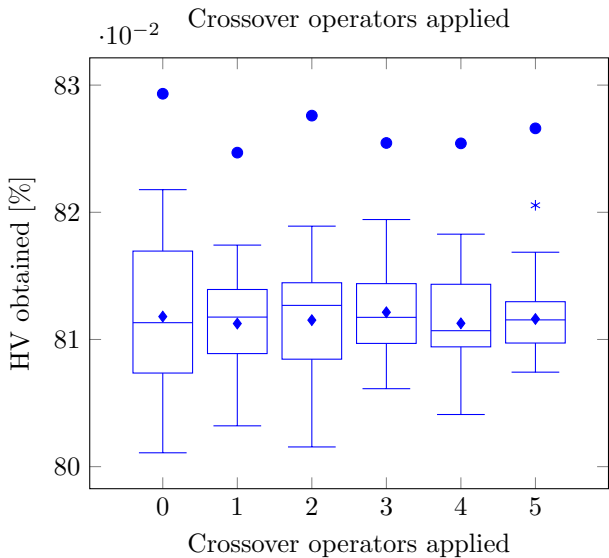 Crossover operators applied
·10−2
83
82
81
80
HV obtained [%]
0 1 2 3 4 5
Crossover operators applied